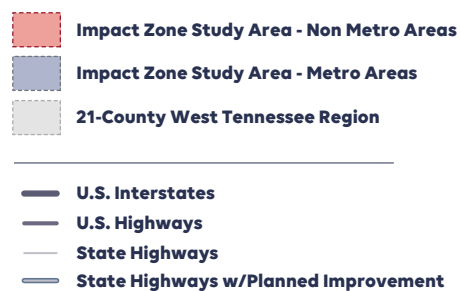 Impact Zone Study Area - Non Metro Areas
Impact Zone Study Area - Metro Areas
21-County West Tennessee Region
U.S. Interstates
U.S. Highways
State Highways
State Highways w/Planned Improvement